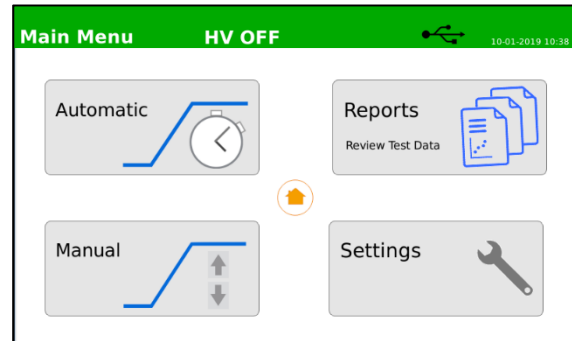 Main Menu HV OFF 10-01-2019 10:38
Automatic
Reports
Review Test Data
Manual
Settings